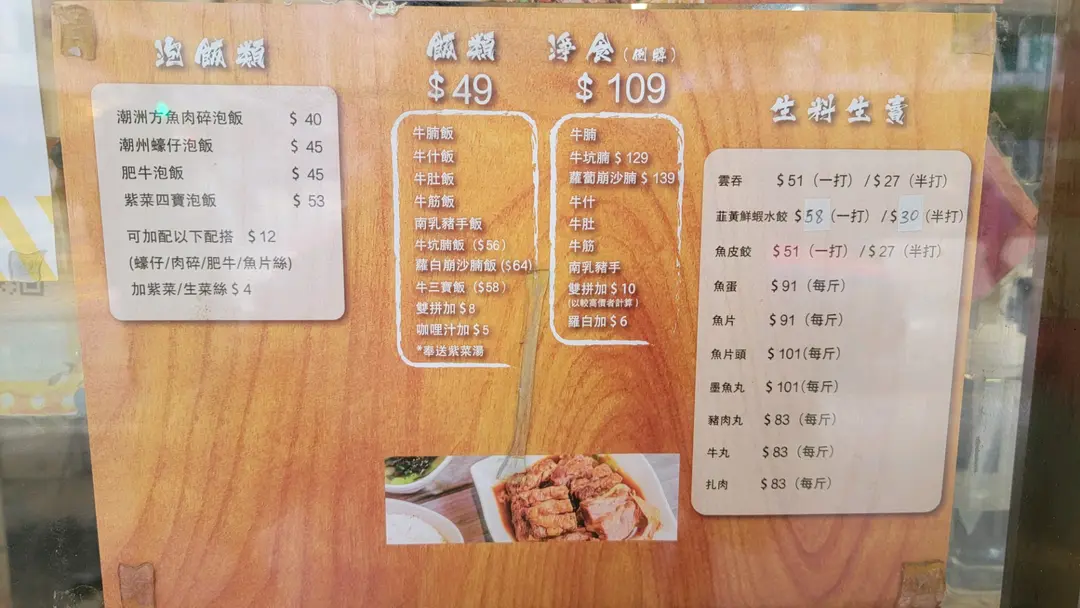 泡飯類
潮洲方魚肉碎泡飯 $ 40
潮州蠔仔泡飯 $ 45
肥牛泡飯 $ 45
紫菜四寶泡飯 $ 53
可加配以下配搭 $ 12
(蠔仔/肉碎/肥牛/魚片絲)
加紫菜/生菜絲 $ 4
飯類
$ 49
牛腩飯
牛什飯
牛肚飯
牛筋飯
南乳豬手飯
牛坑腩飯 ($ 56)
蘿白崩沙腩飯 ($ 64)
牛三寶飯 ($ 58)
雙拼加 $ 8
咖哩汁加 $ 5
*奉送紫菜湯
淨食
$ 109
牛腩
牛坑腩 $ 129
蘿蔔崩沙腩 $ 139
牛什
牛肚
牛筋
南乳豬手
雙拼加 $ 10
(以較高價者計算)
羅白加 $ 6
生料生賣
雲吞 $ 51 (一打) / $ 27 (半打)
韮黃鮮蝦水餃 $ 58 (一打) / $ 30 (半打)
魚皮餃 $ 51 (一打) / $ 27 (半打)
魚蛋 $ 91 (每斤)
魚片 $ 91 (每斤)
魚片頭 $ 101(每斤)
墨魚丸 $ 101(每斤)
豬肉丸 $ 83 (每斤)
牛丸 $ 83 (每斤)
扎肉 $ 83 (每斤)